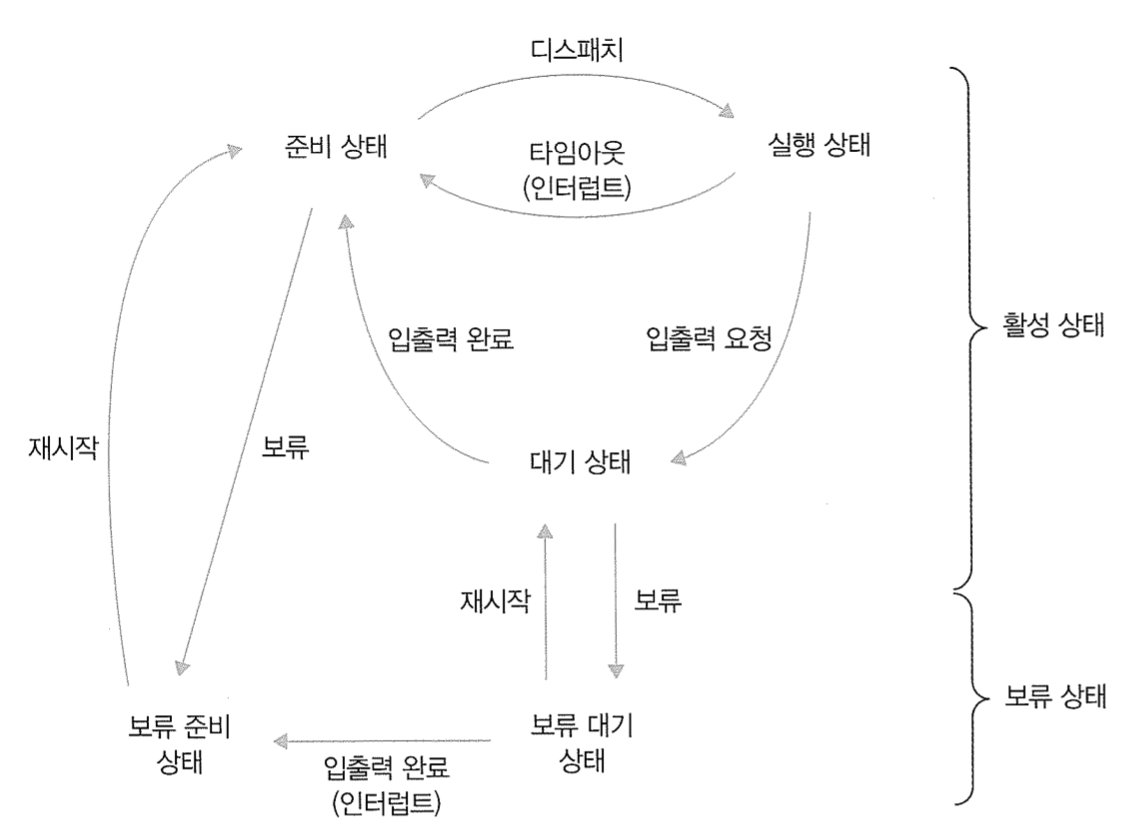 디스패치
준비 상태
타임아웃
(인터럽트)
실행 상태
입출력 완료
입출력 요청
활성 상태
재시작
보류
대기 상태
재시작
보류
보류 준비
상태
보류 대기
상태
보류 상태
입출력 완료
(인터럽트)